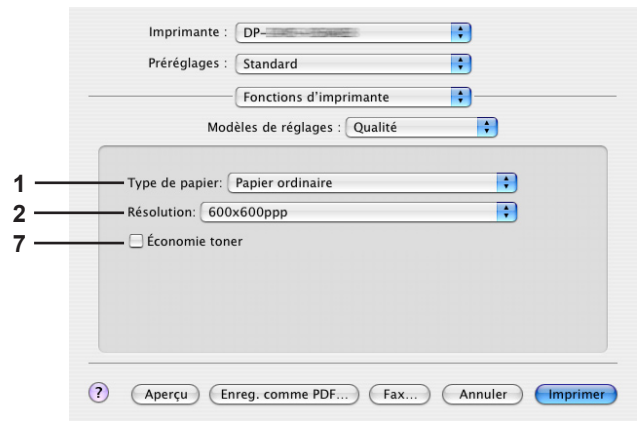 Imprimante : DP-
Préréglages : Standard
Fonctions d'imprimante
Modèles de réglages : Qualité
1 Type de papier: Papier ordinaire
2 Résolution: 600x600ppp
7 Économie toner
? Aperçu Enreg. comme PDF... Fax... Annuler Imprimer